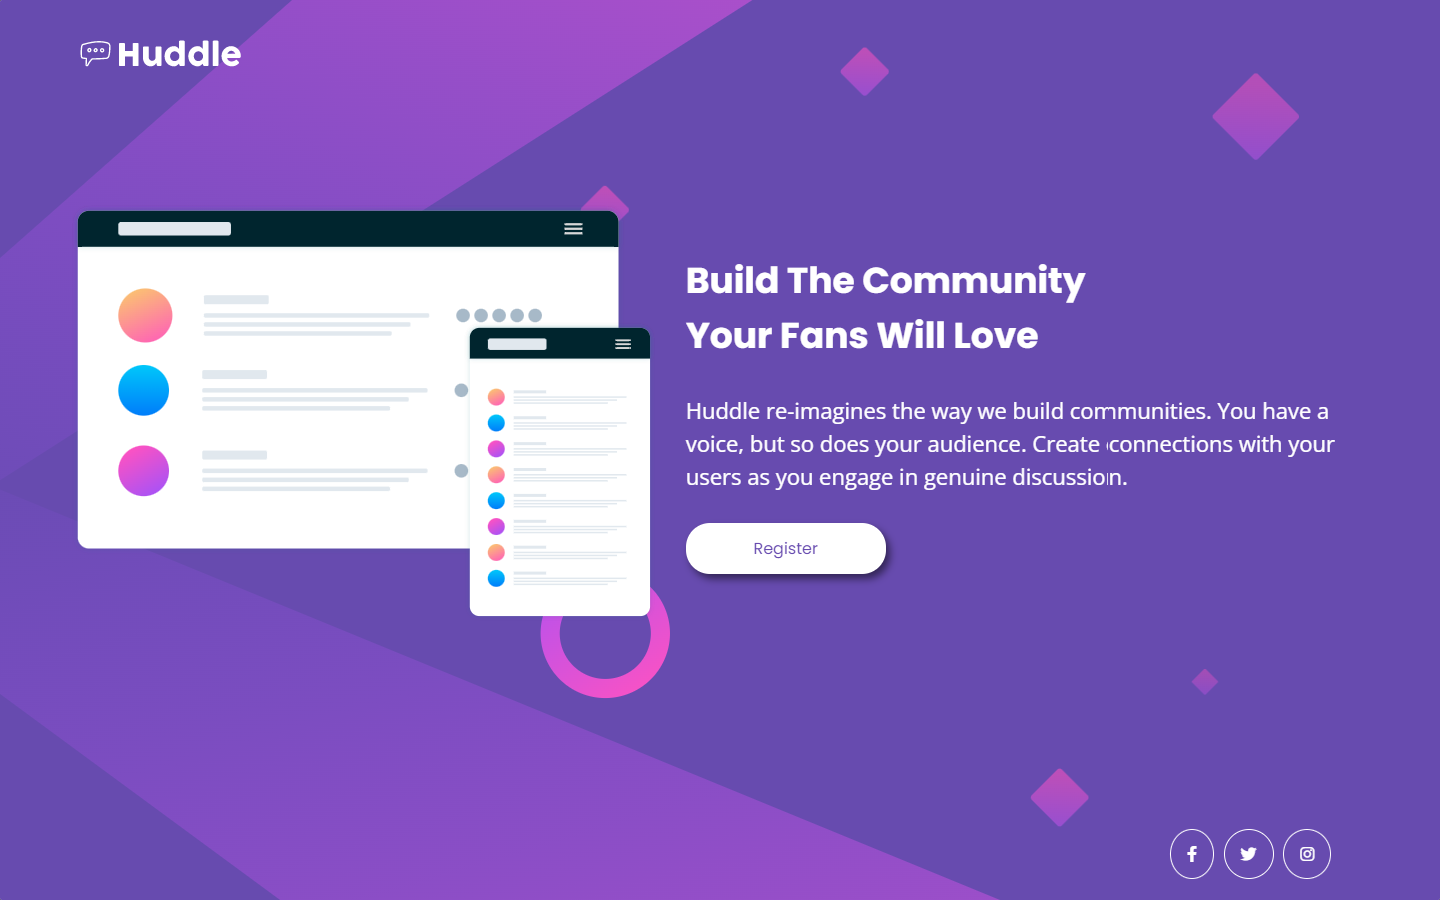 Huddle
Build The Community
Your Fans Will Love
Huddle re-imagines the way we build communities. You have a
voice, but so does your audience. Create connections with your
users as you engage in genuine discussion.
Register